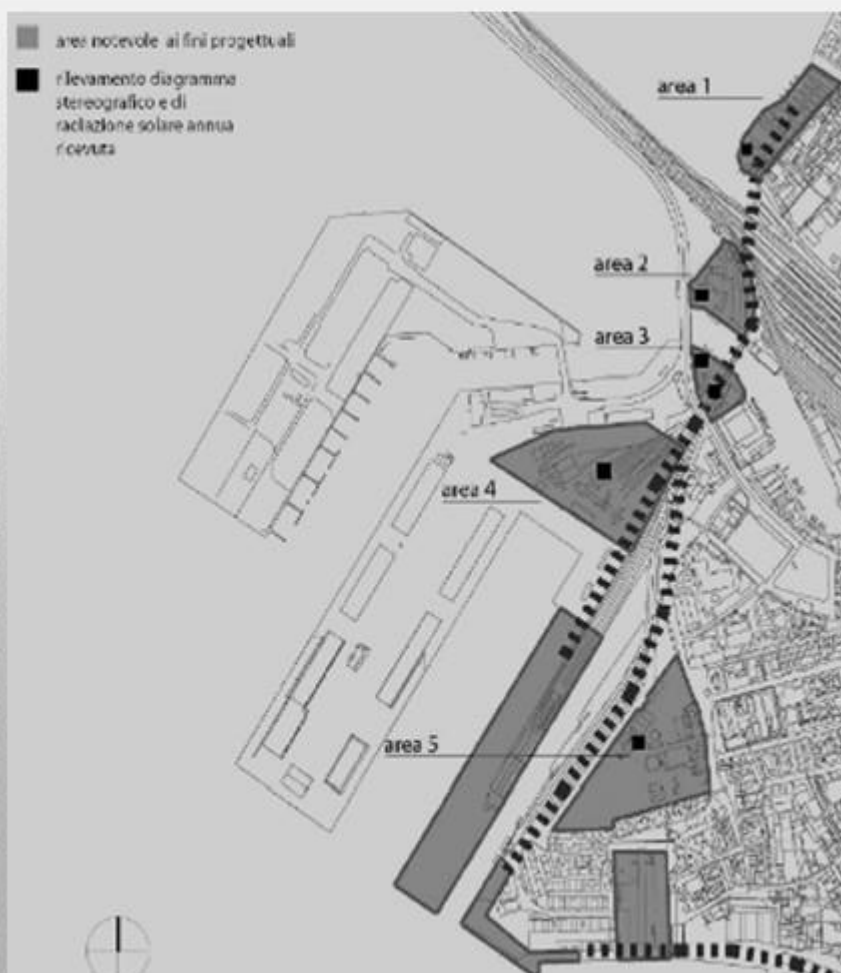 area notevole ai fini progettuali
rilevamento diagramma
stereografico e di
radiazione solare annua
ricevuta
area 1
area 2
area 3
area 4
area 5